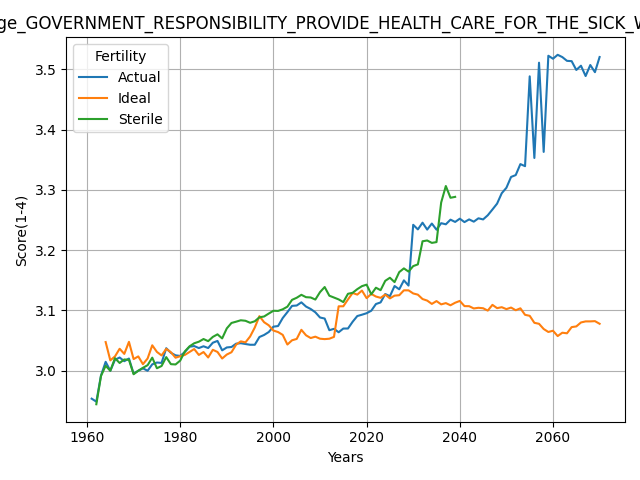 ge_GOVERNMENT_RESPONSIBILITY_PROVIDE_HEALTH_CARE_FOR_THE_SICK_W
Fertility
Actual
Ideal
Sterile
Score(1-4)
3.5
3.4
3.3
3.2
3.1
3.0
1960 1980 2000 2020 2040 2060
Years